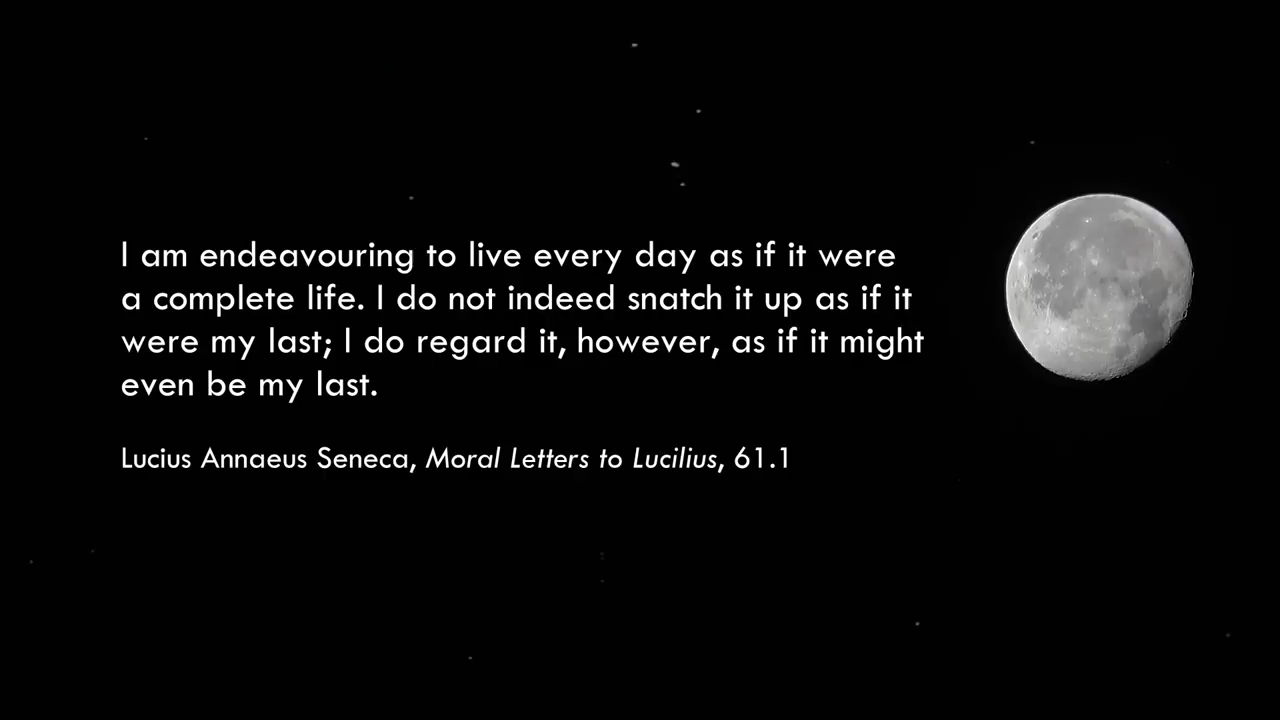 I am endeavouring to live every day as if it were
a complete life. I do not indeed snatch it up as if it
were my last; I do regard it, however, as if it might
even be my last.
Lucius Annaeus Seneca, Moral Letters to Lucilius, 61.1